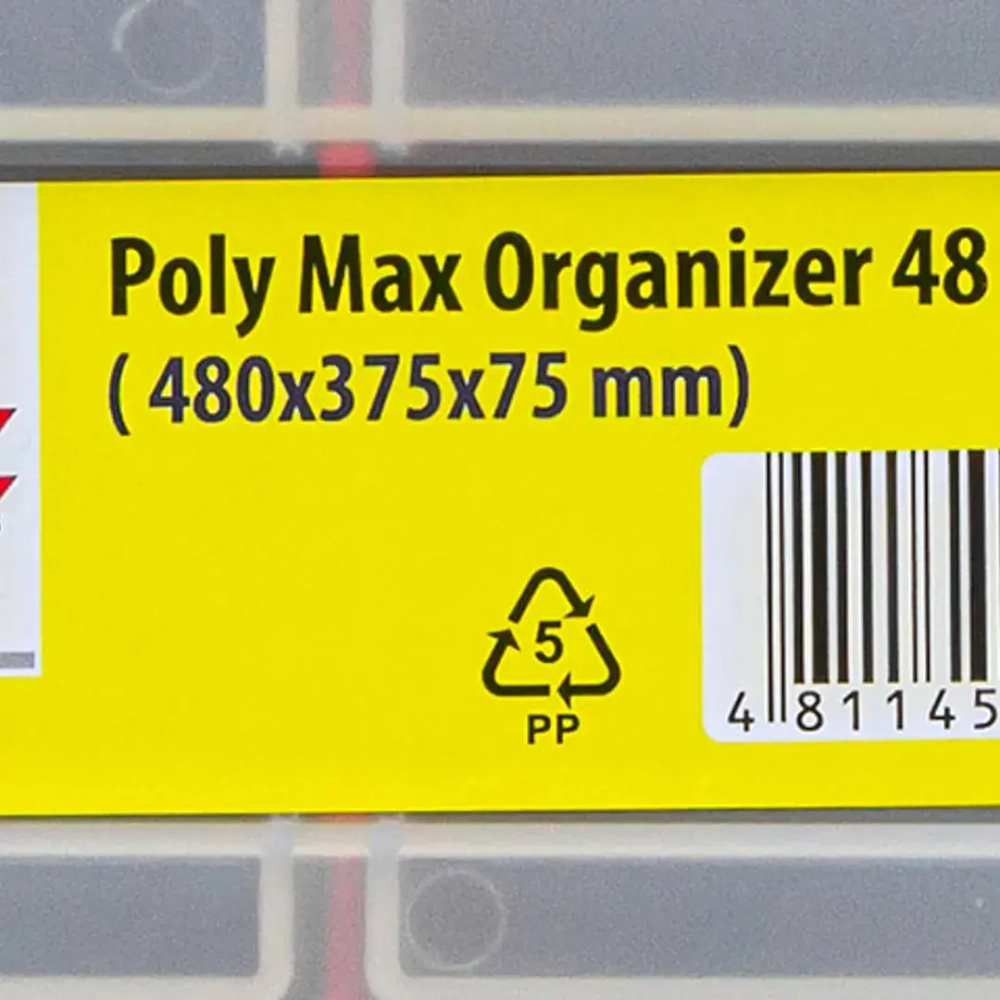 Poly Max Organizer 48
( 480x375x75 mm)
5
PP
4 81145